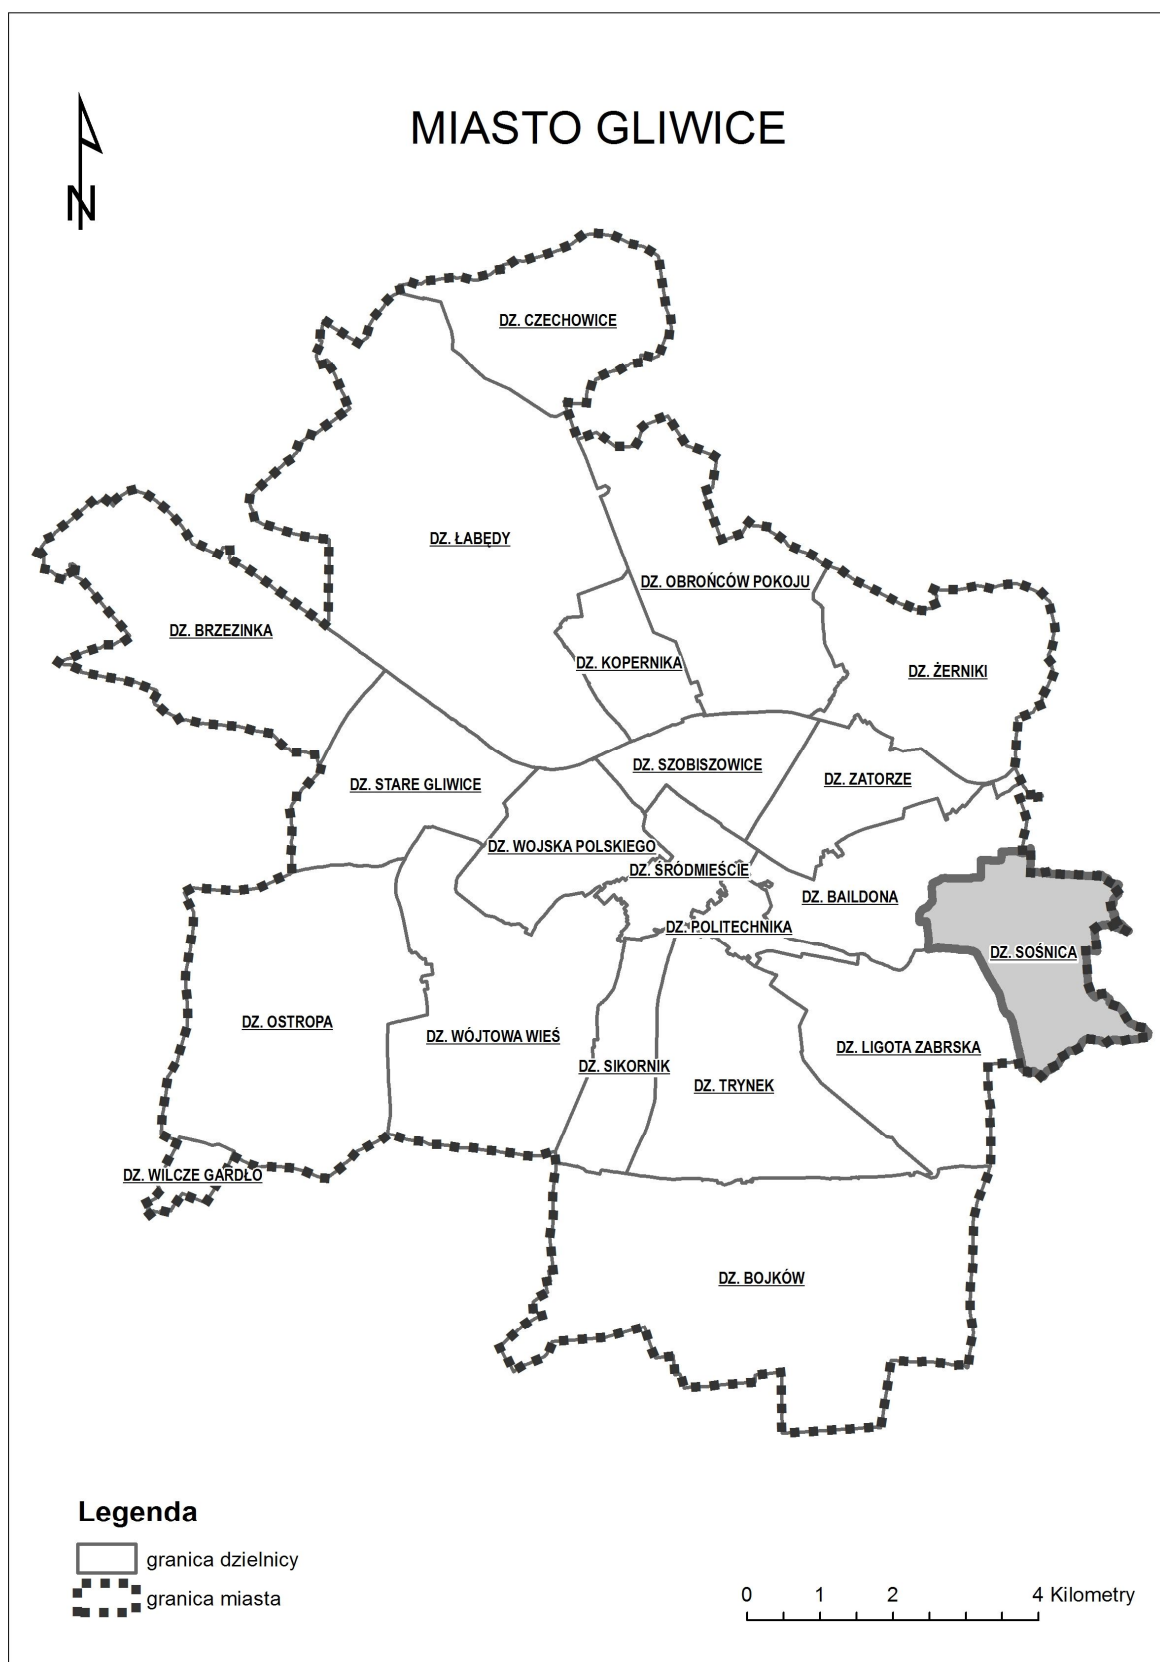 MIASTO GLIWICE
N
DZ. CZECHOWICE
DZ. ŁABĘDY
DZ. OBROŃCÓW POKOJU
DZ. BRZEZINKA
DZ. KOPERNIKA
DZ. ŻERNIKI
DZ. SZOBISZOWICE
DZ. ZATORZE
DZ. STARE GLIWICE
DZ. WOJSKA POLSKIEGO
DZ. ŚRÓDMIEŚCIE
DZ. BAILDONA
DZ. POLITECHNIKA
DZ. SOŚNICA
DZ. OSTROPA
DZ. WÓJTOWA WIEŚ
DZ. LIGOTA ZABRSKA
DZ. SIKORNIK
DZ. TRYNEK
DZ. WILCZE GARDŁO
DZ. BOJKÓW
Legenda
granica dzielnicy
granica miasta
0 1 2 4 Kilometry